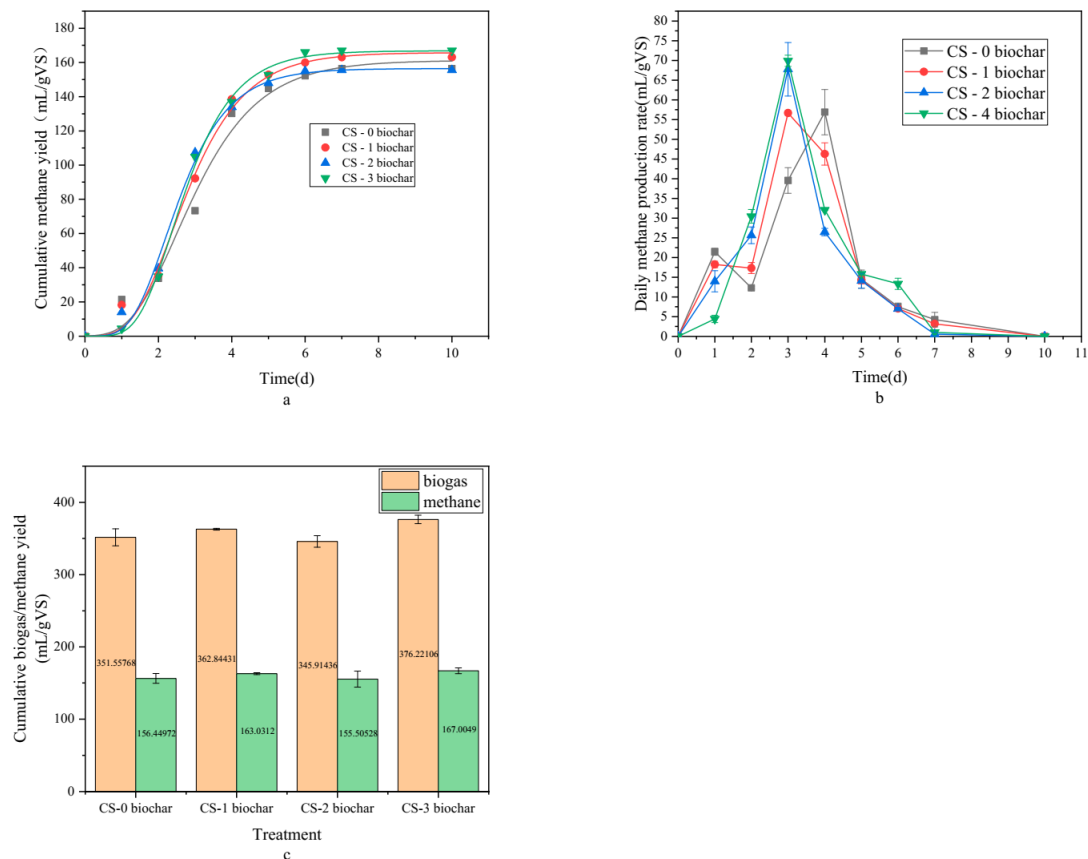 Cumulative methane yield（mL/gVS）
180
160
140
120
100
80
60
40
20
0
CS - 0 biochar
CS - 1 biochar
CS - 2 biochar
CS - 3 biochar
0 2 4 6 8 10
Time(d)
a
Daily methane production rate(mL/gVS)
80
75
70
65
60
55
50
45
40
35
30
25
20
15
10
5
0
CS - 0 biochar
CS - 1 biochar
CS - 2 biochar
CS - 4 biochar
0 1 2 3 4 5 6 7 8 9 10 11
Time(d)
b
Cumulative biogas/methane yield
(mL/gVS)
400
300
200
100
0
biogas
methane
351.55768
362.84431
345.91436
376.22106
156.44972
163.0312
155.50528
167.0049
CS-0 biochar CS-1 biochar CS-2 biochar CS-3 biochar
Treatment
c